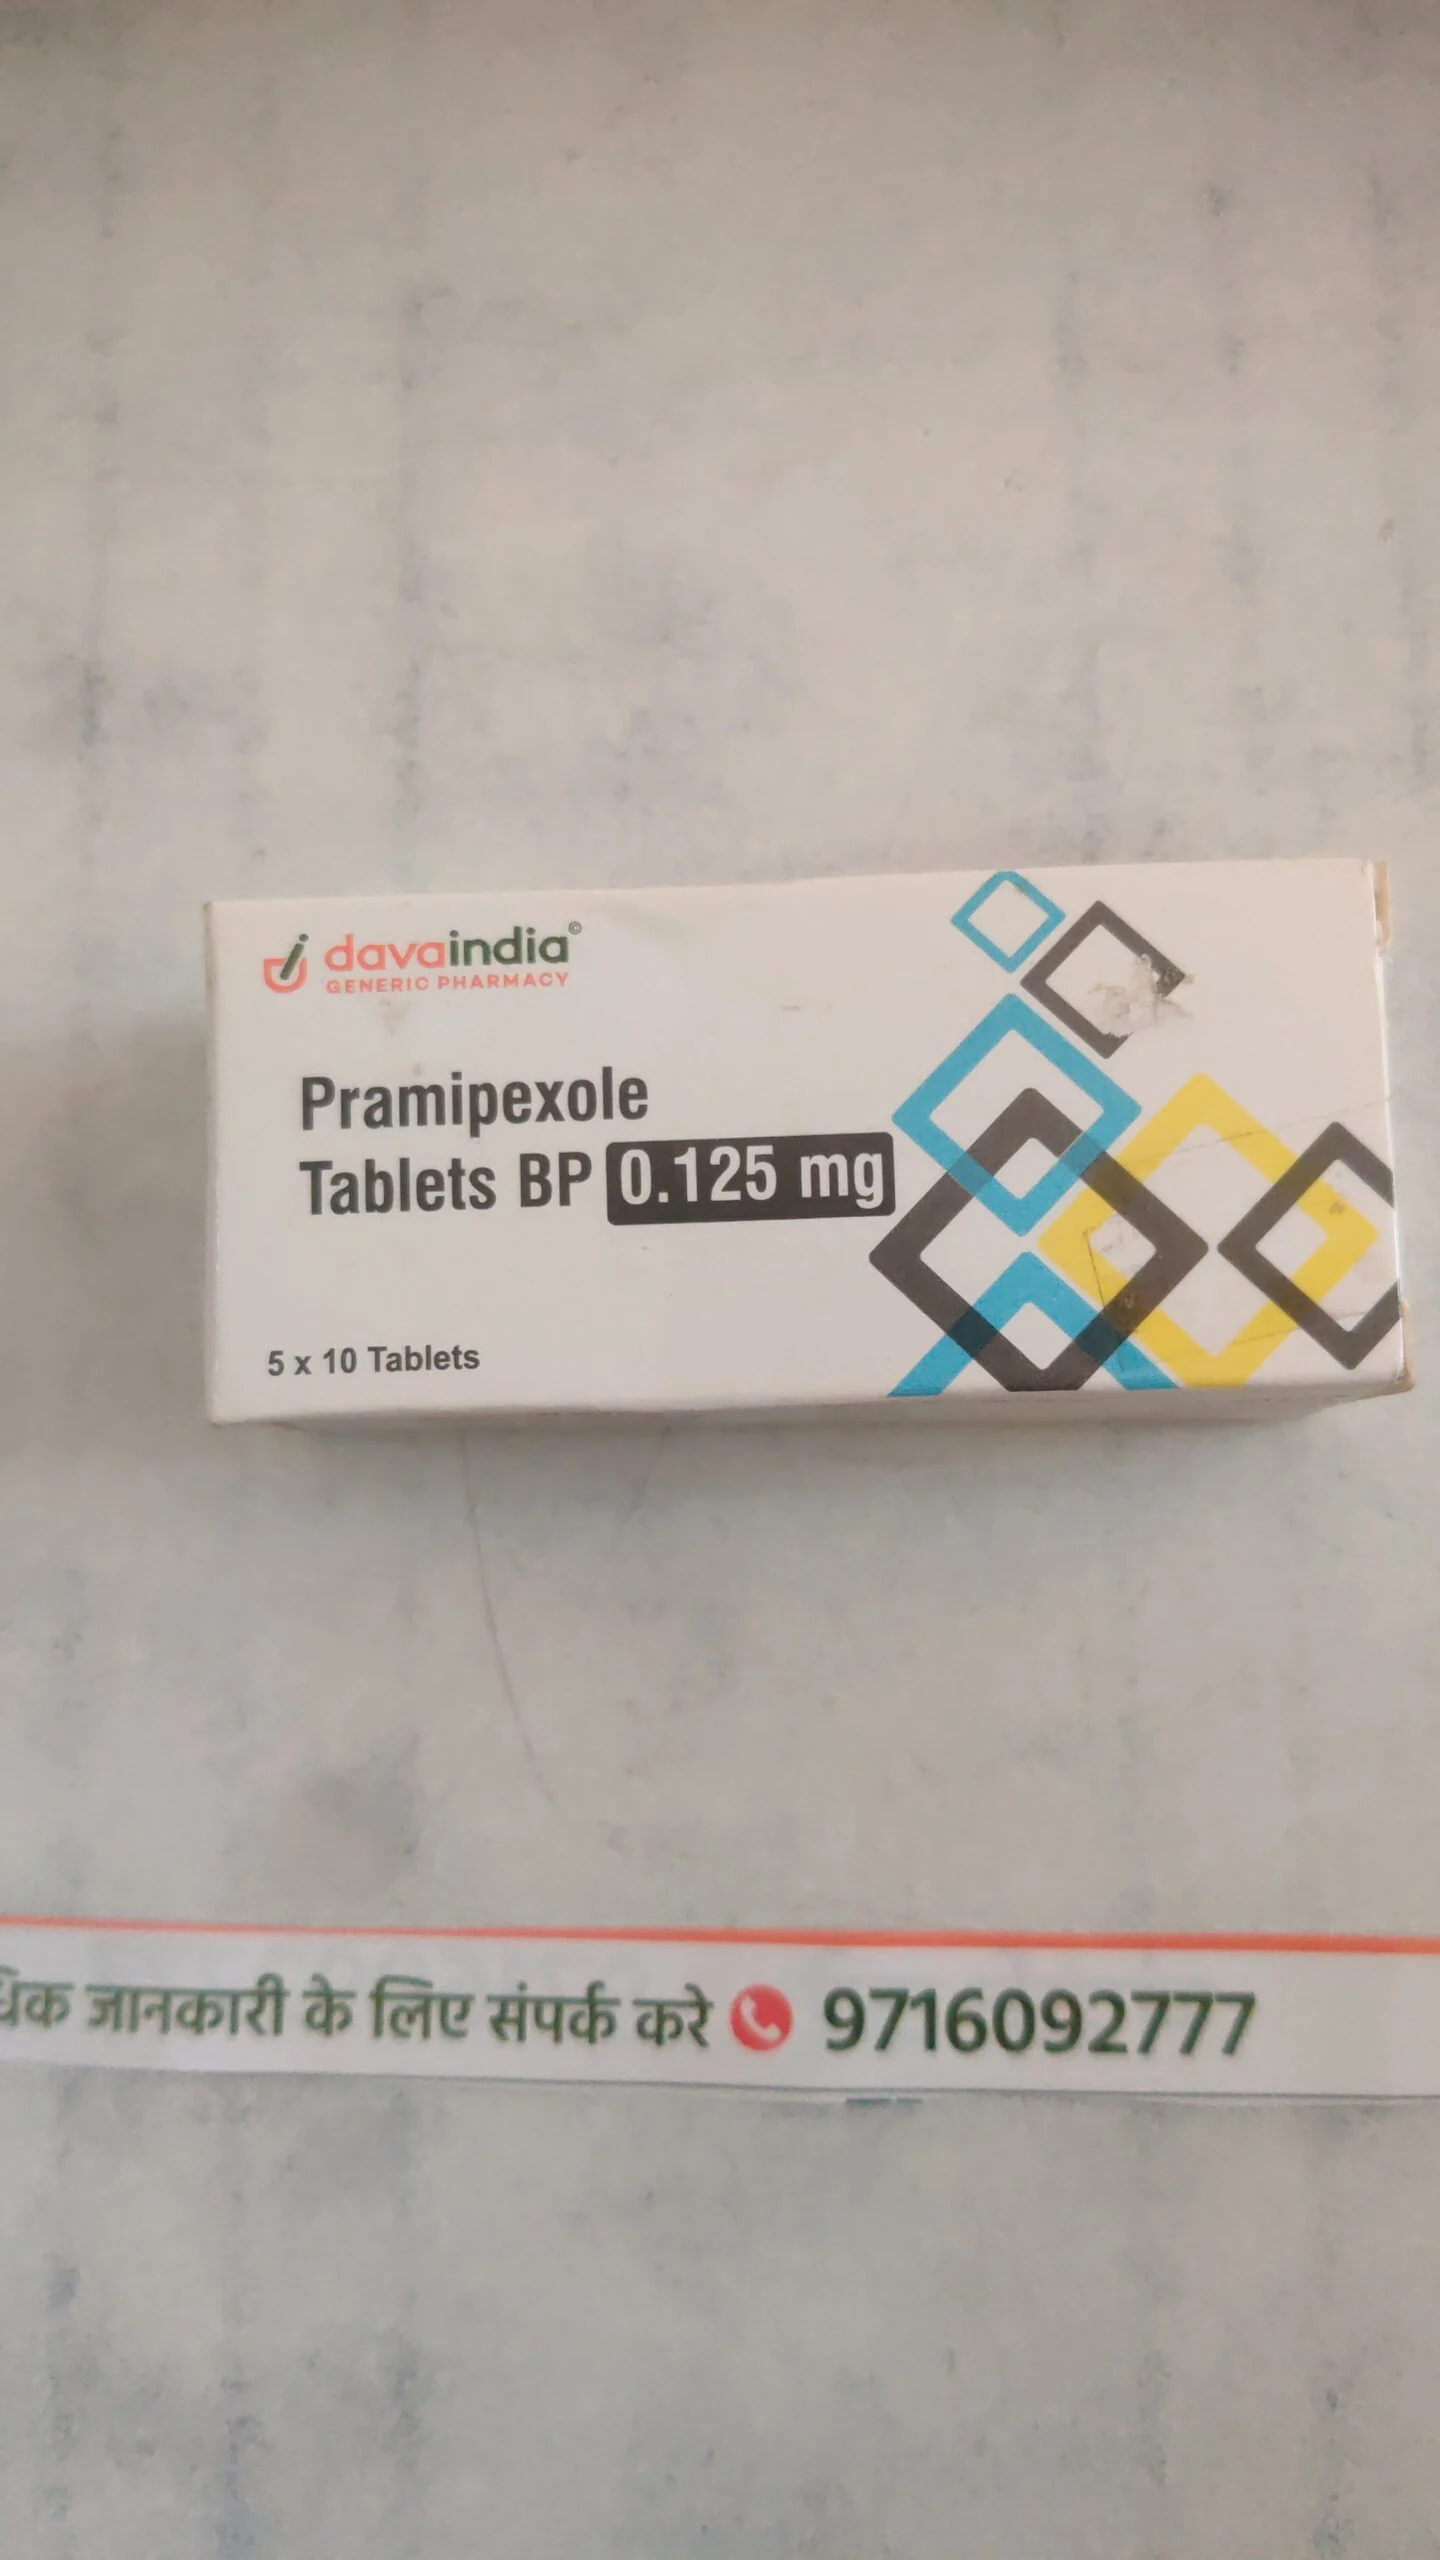 davaindia©
GENERIC PHARMACY
Pramipexole
Tablets BP 0.125 mg
5 x 10 Tablets
जानकारी के लिए संपर्क करे 9716092777